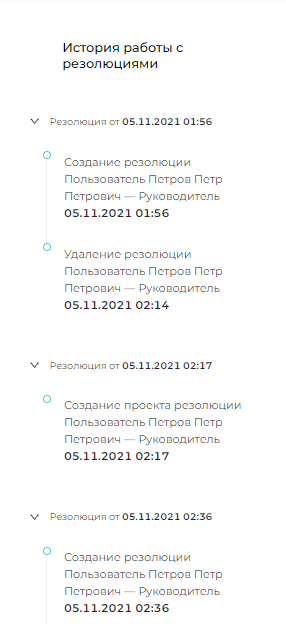 История работы с
резолюциями
Резолюция от 05.11.2021 01:56
Создание резолюции
Пользователь Петров Петр
Петрович — Руководитель
05.11.2021 01:56
Удаление резолюции
Пользователь Петров Петр
Петрович — Руководитель
05.11.2021 02:14
Резолюция от 05.11.2021 02:17
Создание проекта резолюции
Пользователь Петров Петр
Петрович — Руководитель
05.11.2021 02:17
Резолюция от 05.11.2021 02:36
Создание резолюции
Пользователь Петров Петр
Петрович — Руководитель
05.11.2021 02:36